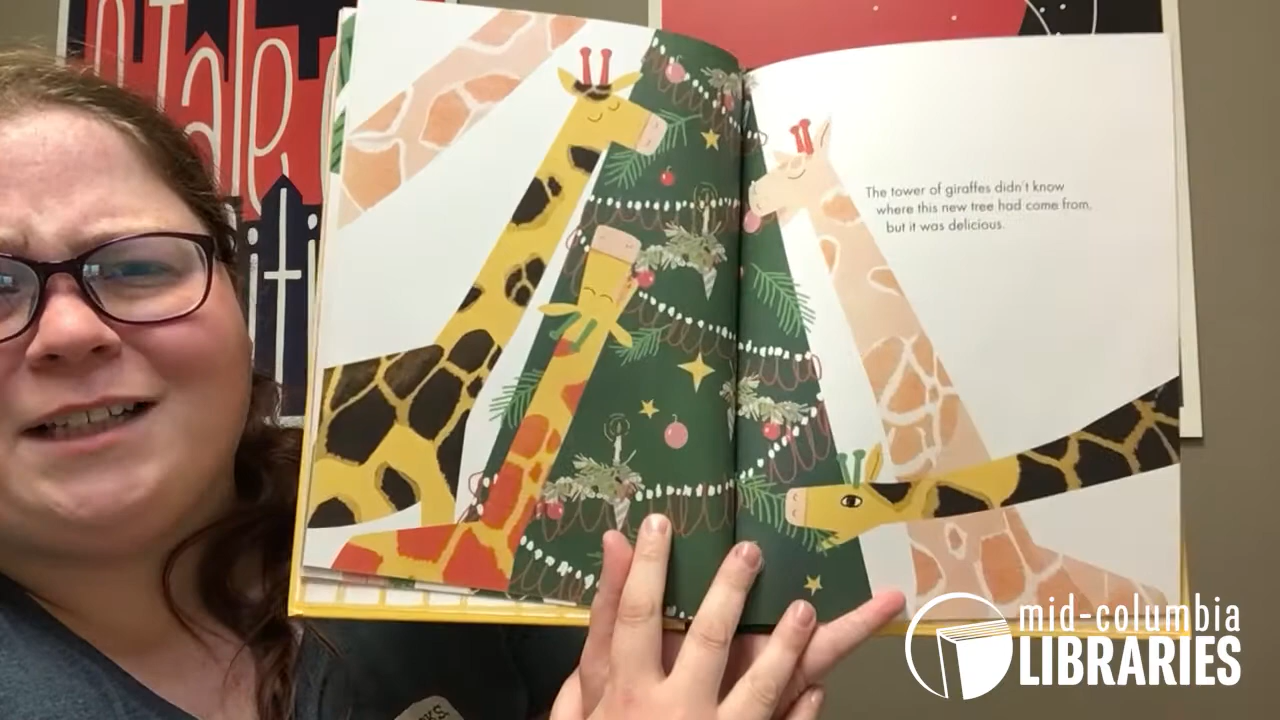 tale
The tower of giraffes didn't know
where this new tree had come from,
but it was delicious.
mid-columbia
LIBRARIES